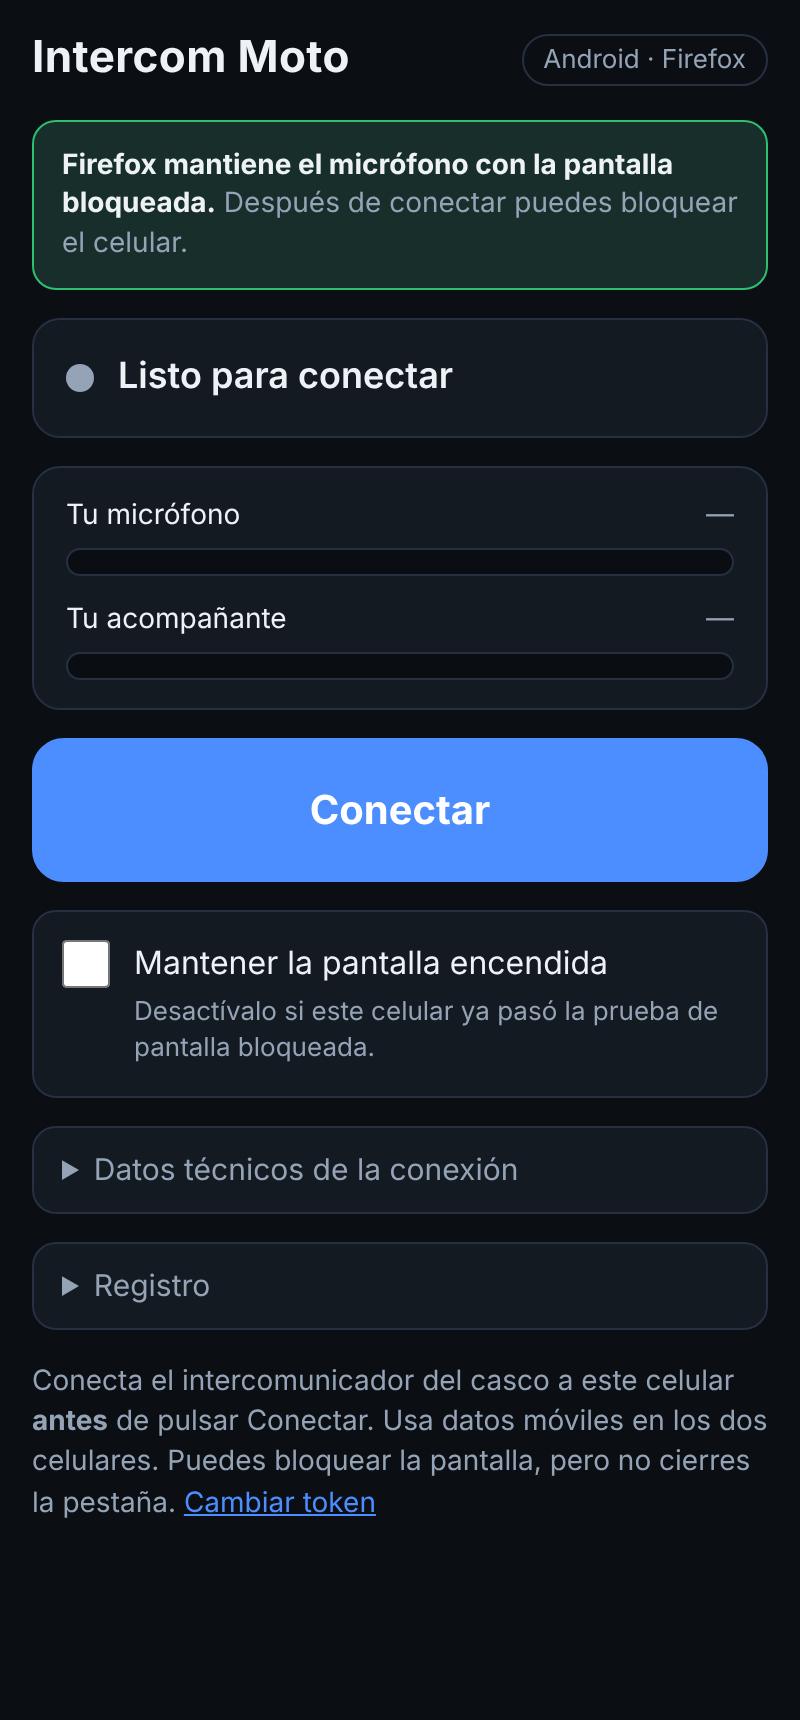 Intercom Moto
Android · Firefox
Firefox mantiene el micrófono con la pantalla
bloqueada. Después de conectar puedes bloquear
el celular.
Listo para conectar
Tu micrófono —
Tu acompañante —
Conectar
Mantener la pantalla encendida
Desactívalo si este celular ya pasó la prueba de
pantalla bloqueada.
Datos técnicos de la conexión
Registro
Conecta el intercomunicador del casco a este celular
antes de pulsar Conectar. Usa datos móviles en los dos
celulares. Puedes bloquear la pantalla, pero no cierres
la pestaña. Cambiar token